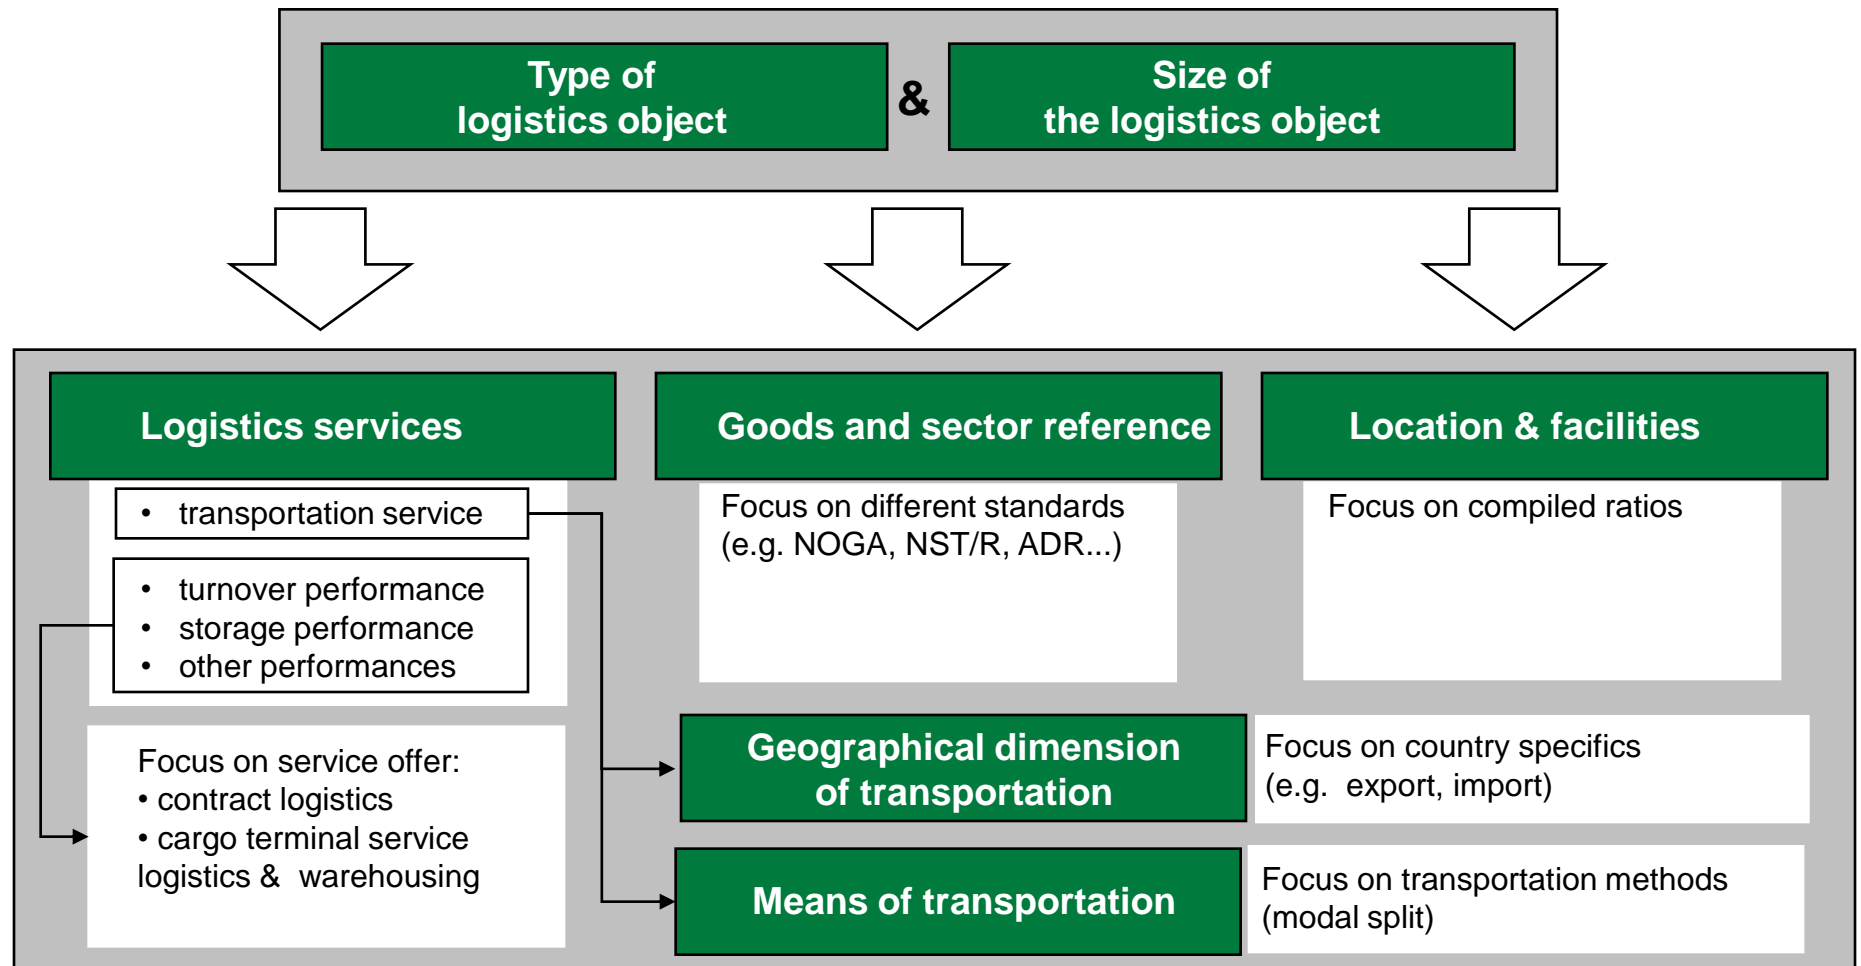 Type of
logistics object
&
Size of
the logistics object
Logistics services
• transportation service
• turnover performance
• storage performance
• other performances
Focus on service offer:
• contract logistics
• cargo terminal service
logistics &  warehousing
Goods and sector reference
Focus on different standards
(e.g. NOGA, NST/R, ADR...)
Location & facilities
Focus on compiled ratios
Geographical dimension
of transportation
Focus on country specifics
(e.g.  export, import)
Means of transportation
Focus on transportation methods
(modal split)